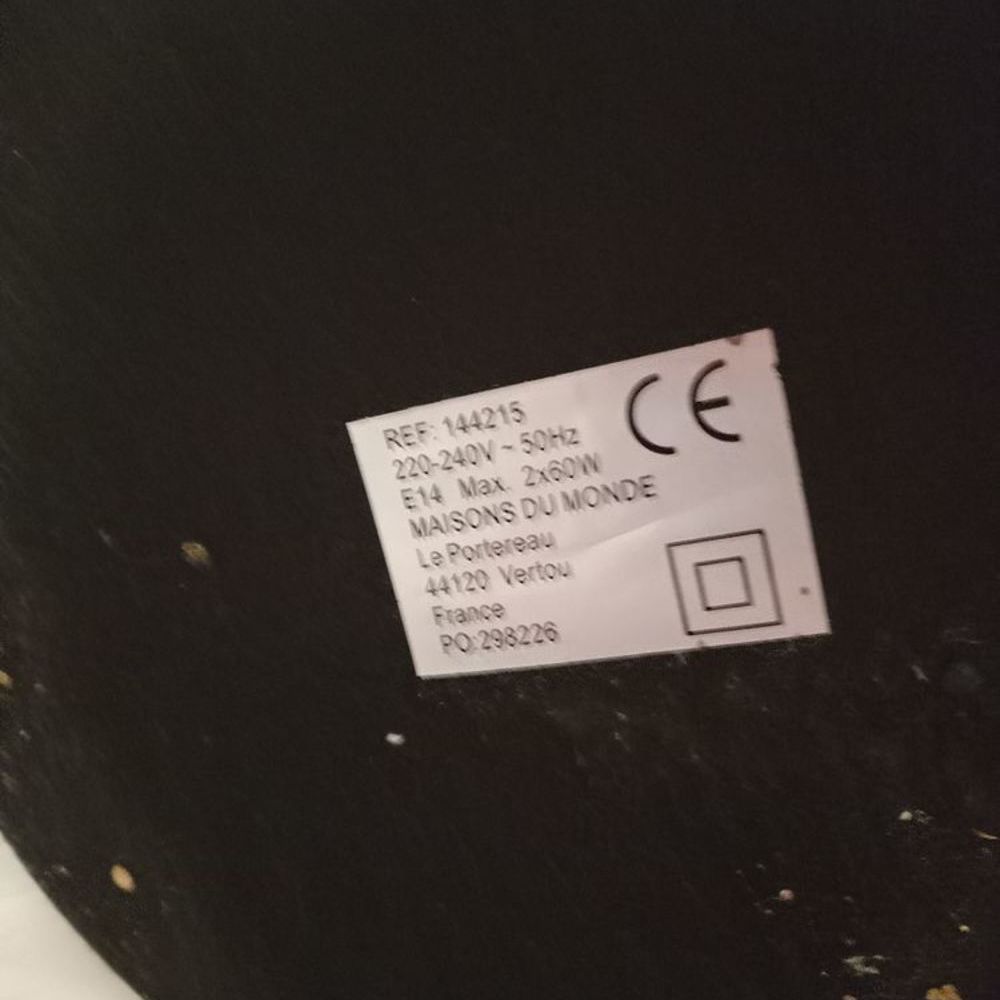 REF: 144215
220-240V ~ 50Hz
E14 Max. 2x60W
MAISONS DU MONDE
Le Portereau
44120 Vertou
France
PO:298226
CE